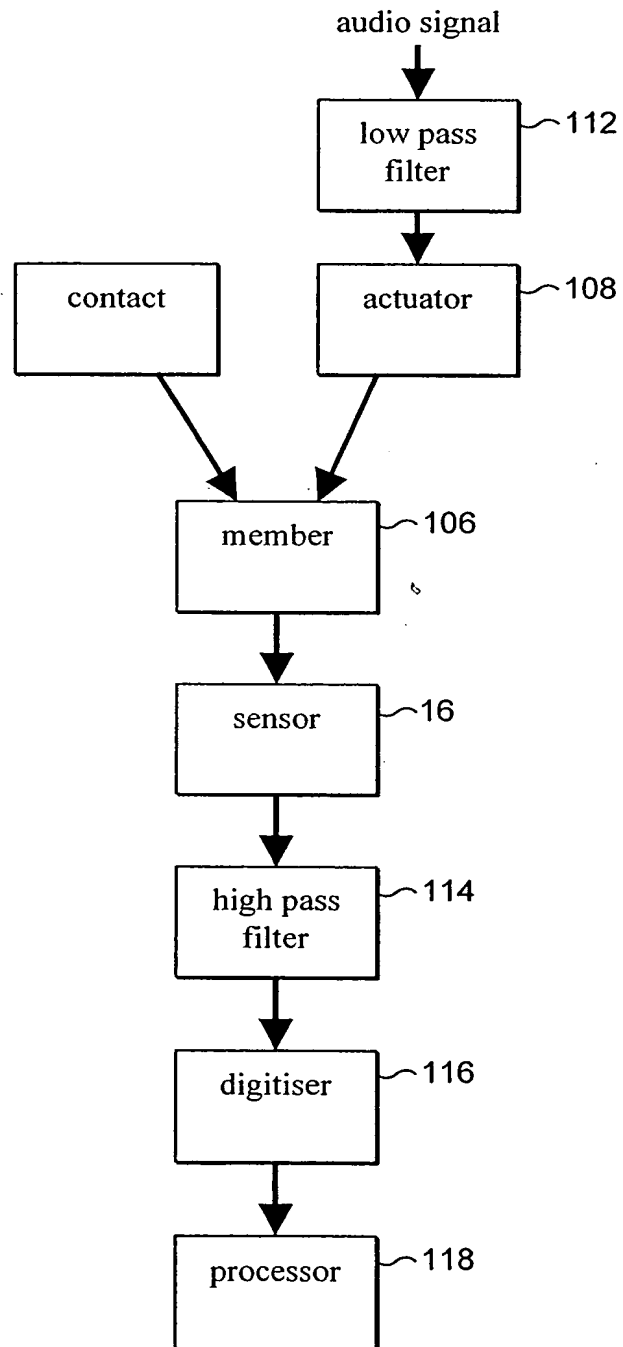 audio signal
low pass
filter
112
contact
actuator
108
member
106
sensor
16
high pass
filter
114
digitiser
116
processor
118